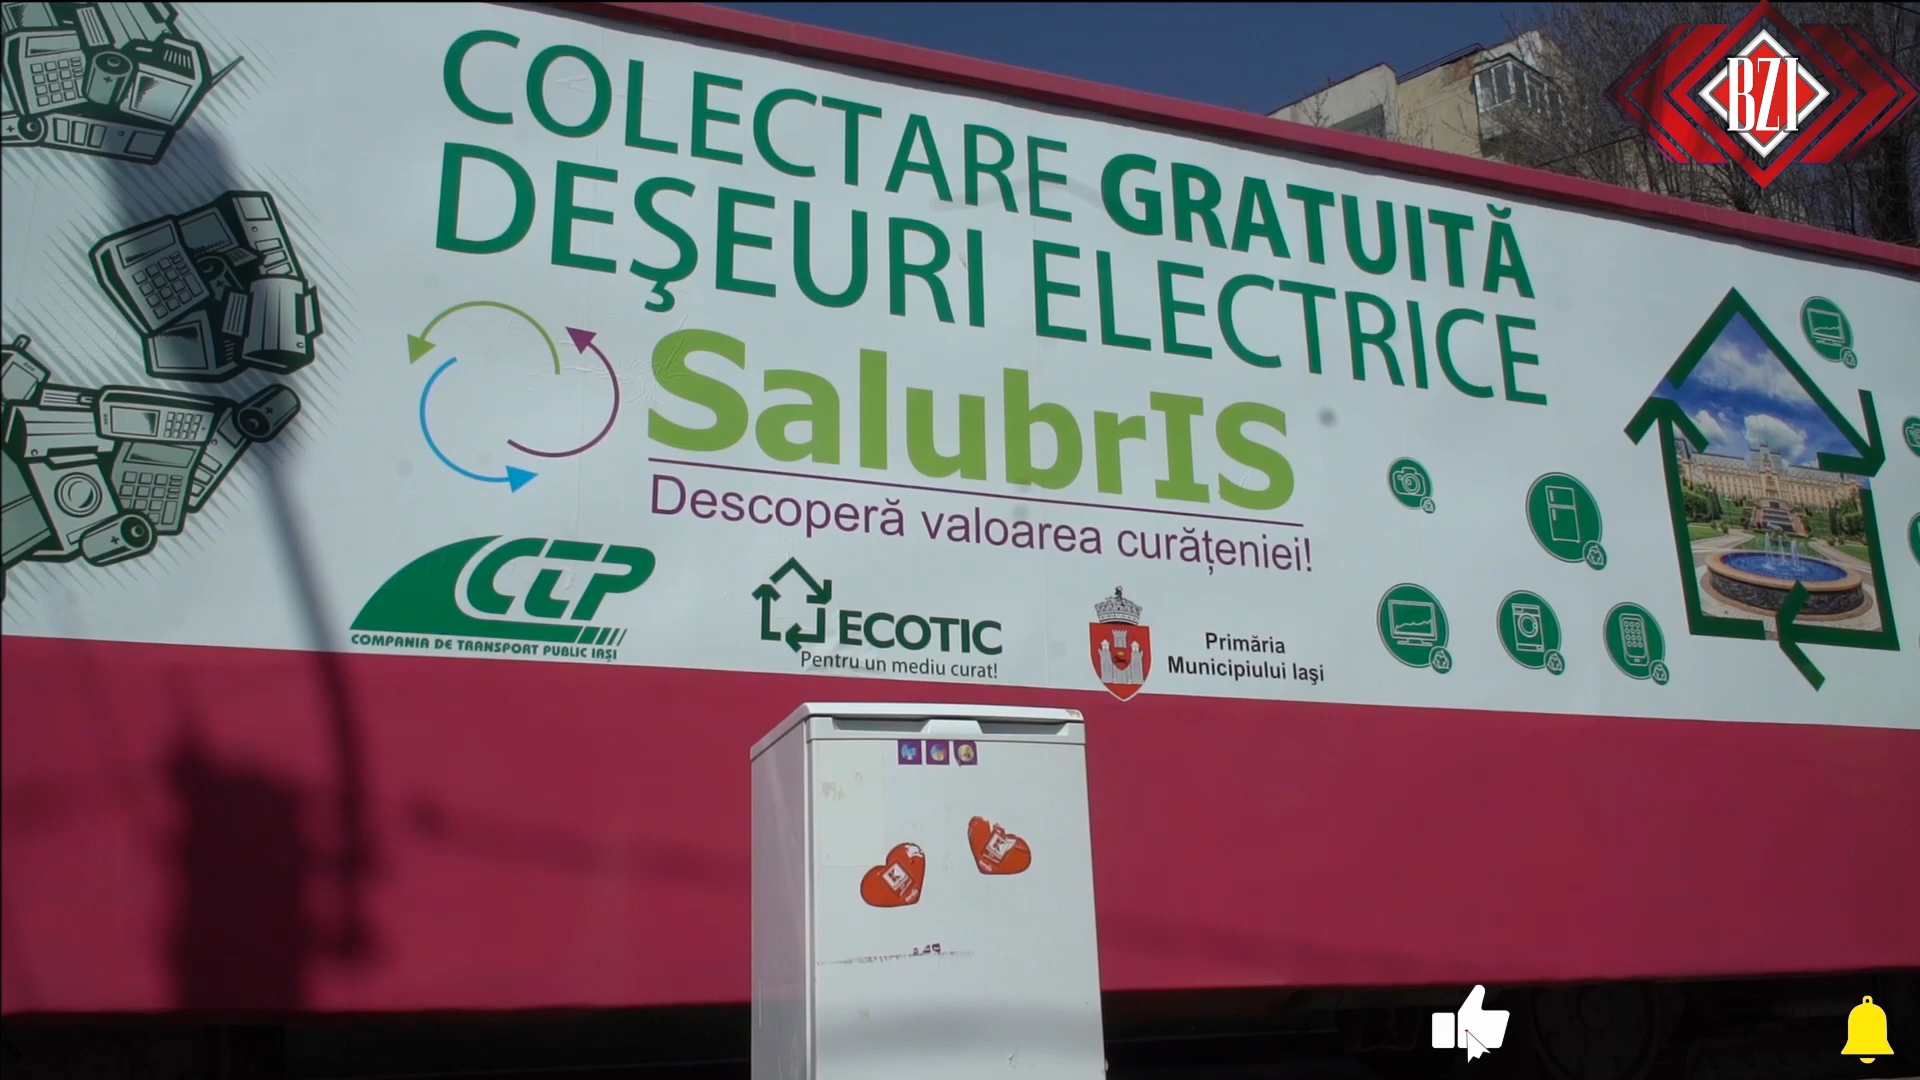 BZI
COLECTARE GRATUITĂ
DEŞEURI ELECTRICE
SalubrIS
Descoperă valoarea curățeniei!
CTP
COMPANIA DE TRANSPORT PUBLIC IAŞI
ECOTIC
Pentru un mediu curat!
Primăria
Municipiului Iaşi